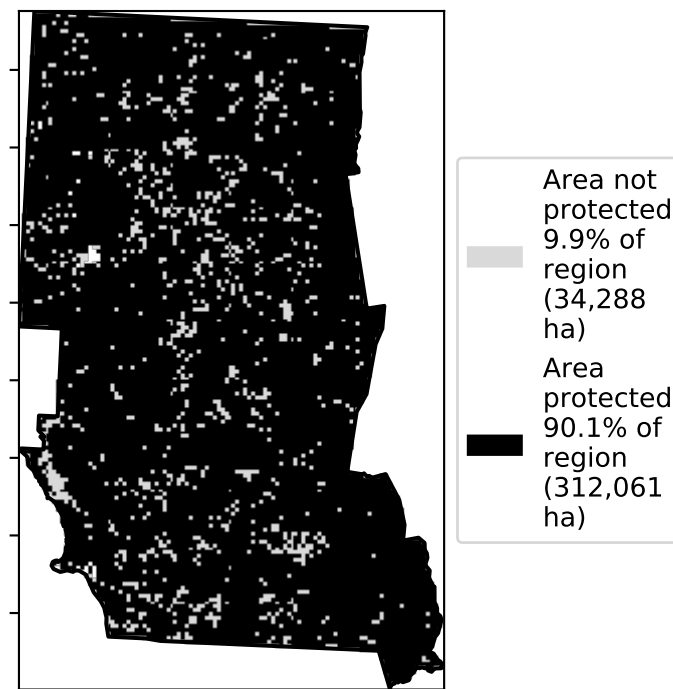 Area not
protected
9.9% of
region
(34,288
ha)
Area
protected
90.1% of
region
(312,061
ha)